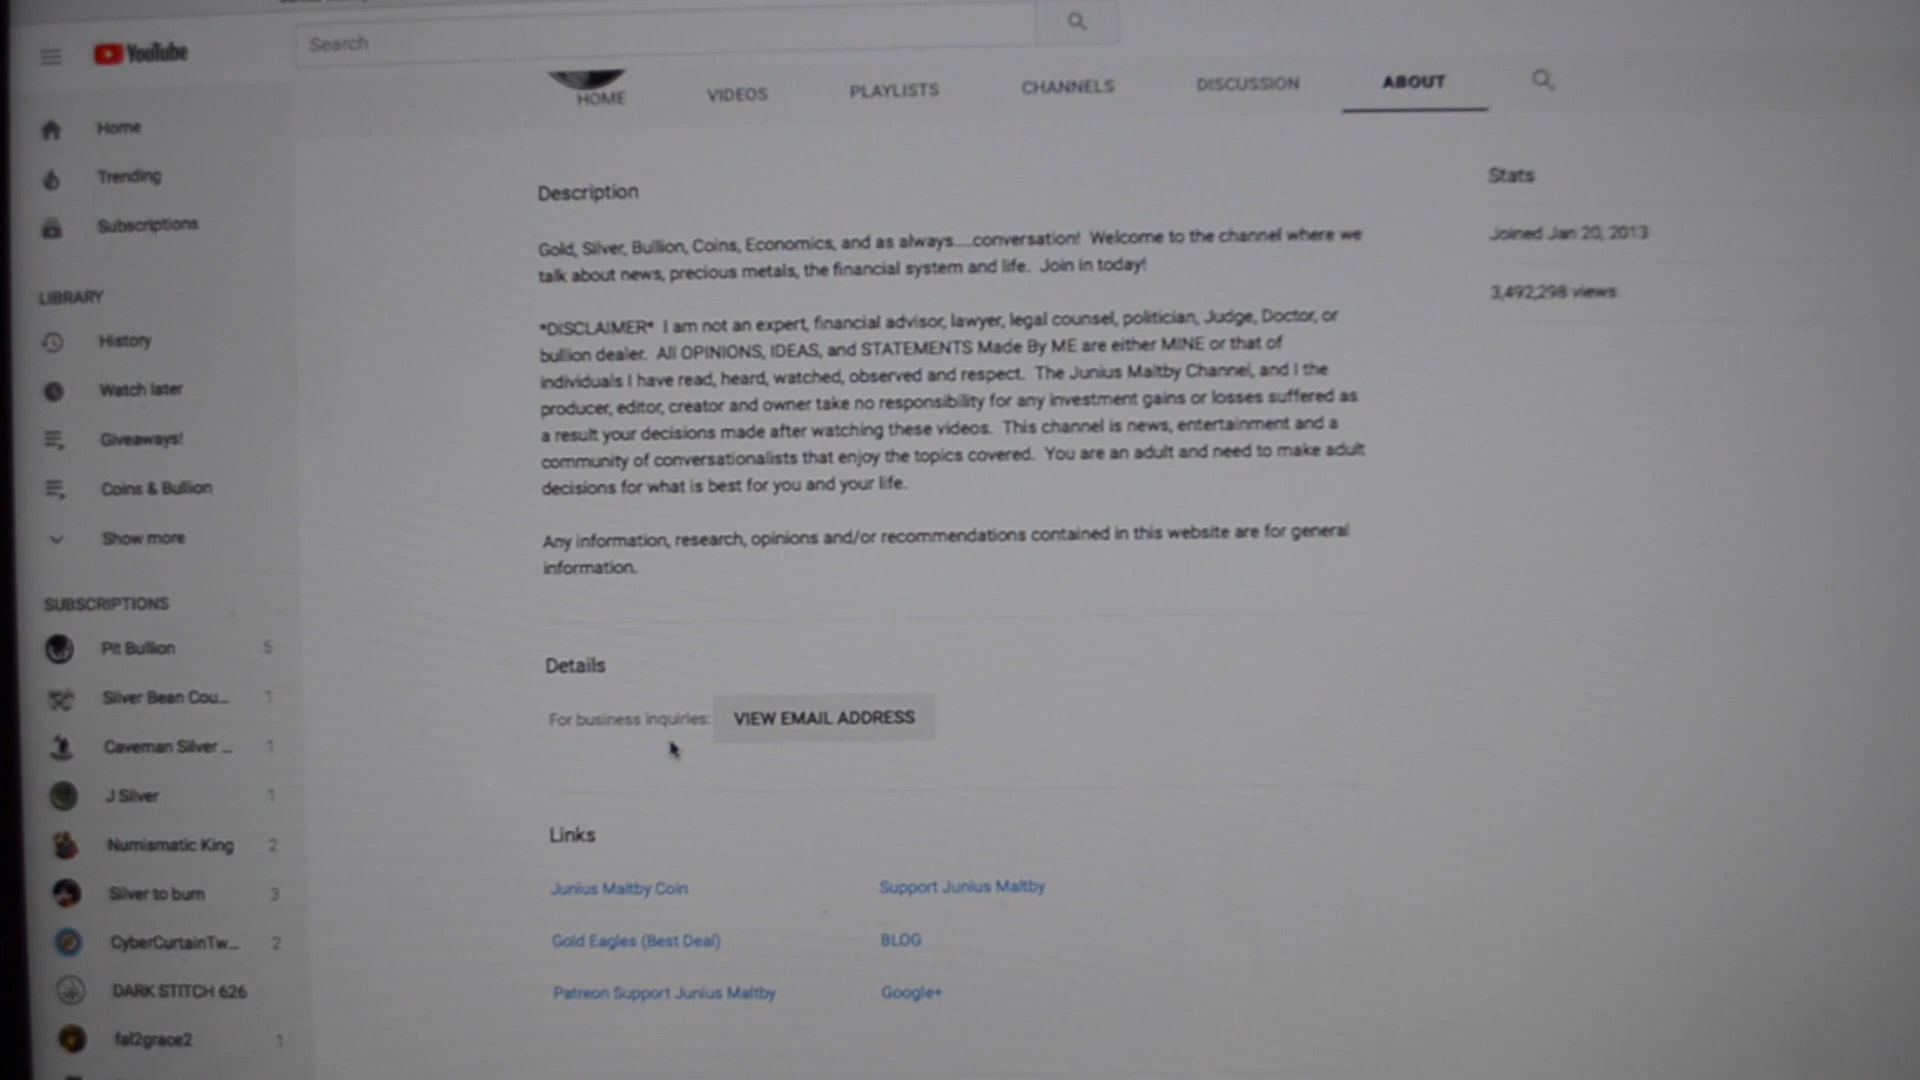 YouTube
Search
HOME
VIDEOS
PLAYLISTS
CHANNELS
DISCUSSION
ABOUT
Home
Trending
Subscriptions
LIBRARY
History
Watch later
Giveaways!
Coins & Bullion
Show more
SUBSCRIPTIONS
Pit Bullion 5
Silver Bean Cou... 1
Caveman Silver ... 1
J Silver 1
Numismatic King 2
Silver to burn 3
CyberCurtainTw... 2
DARK STITCH 626
fal2grace2 1
Description
Gold, Silver, Bullion, Coins, Economics, and as always....conversation! Welcome to the channel where we
talk about news, precious metals, the financial system and life. Join in today!
*DISCLAIMER* I am not an expert, financial advisor, lawyer, legal counsel, politician, Judge, Doctor, or
bullion dealer. All OPINIONS, IDEAS, and STATEMENTS Made By ME are either MINE or that of
individuals I have read, heard, watched, observed and respect. The Junius Maltby Channel, and I the
producer, editor, creator and owner take no responsibility for any investment gains or losses suffered as
a result your decisions made after watching these videos. This channel is news, entertainment and a
community of conversationalists that enjoy the topics covered. You are an adult and need to make adult
decisions for what is best for you and your life.
Any information, research, opinions and/or recommendations contained in this website are for general
information.
Details
For business inquiries: VIEW EMAIL ADDRESS
Links
Junius Maltby Coin
Support Junius Maltby
Gold Eagles (Best Deal)
BLOG
Patreon Support Junius Maltby
Google+
Stats
Joined Jan 20, 2013
3,492,298 views